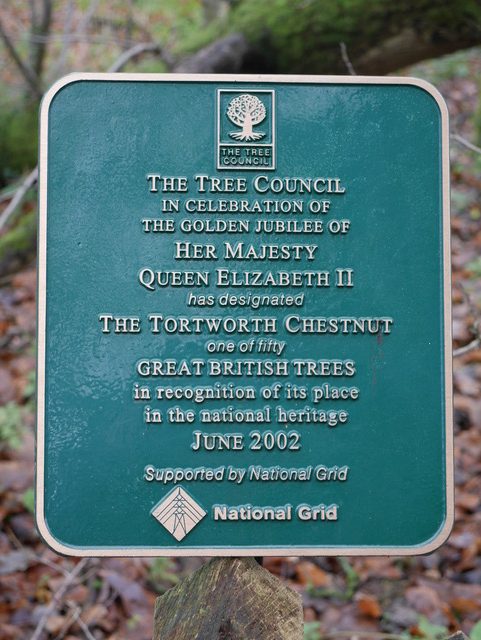 THE TREE
COUNCIL
THE TREE COUNCIL
IN CELEBRATION OF
THE GOLDEN JUBILEE OF
HER MAJESTY
QUEEN ELIZABETH II
has designated
THE TORTWORTH CHESTNUT
one of fifty
GREAT BRITISH TREES
in recognition of its place
in the national heritage
JUNE 2002
Supported by National Grid
National Grid